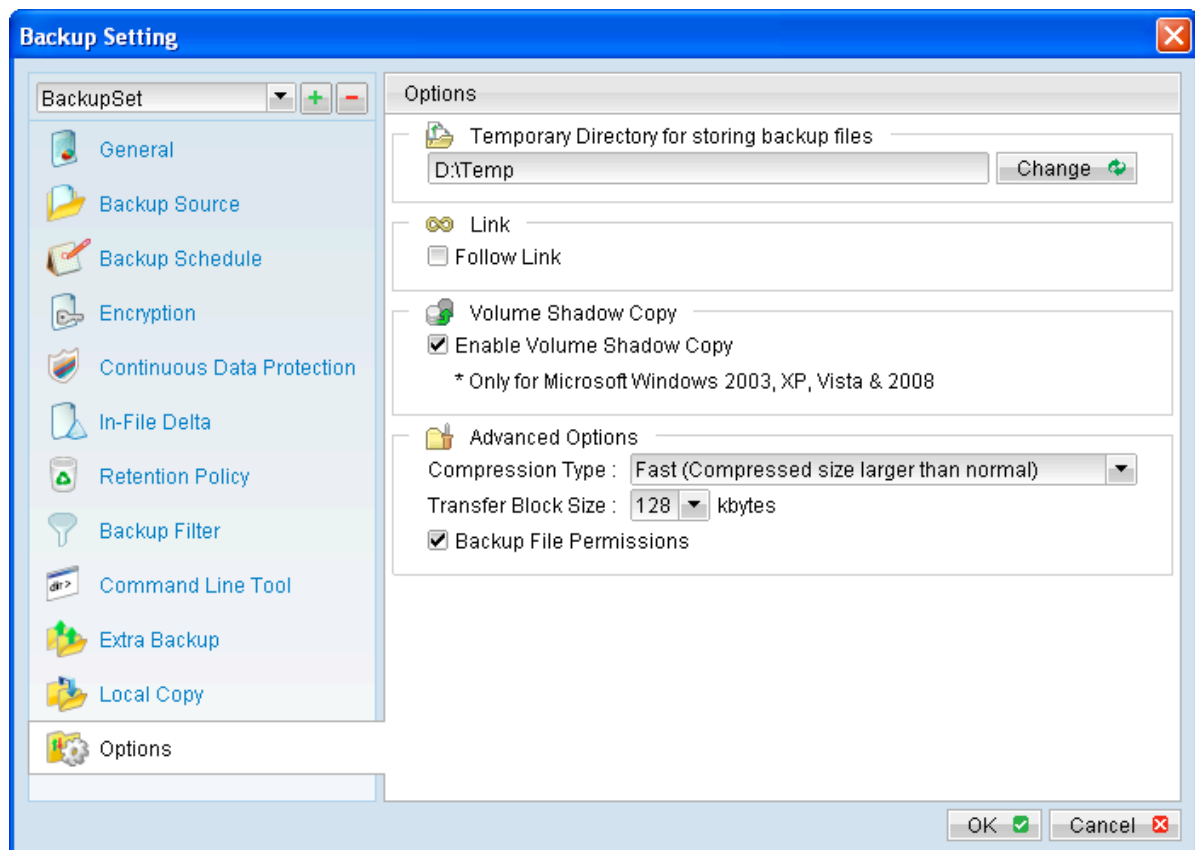 Backup Setting
BackupSet
General
Backup Source
Backup Schedule
Encryption
Continuous Data Protection
In-File Delta
Retention Policy
Backup Filter
dir>
Command Line Tool
Extra Backup
Local Copy
Options
Options
Temporary Directory for storing backup files
D:\Temp
Change
Link
Follow Link
Volume Shadow Copy
Enable Volume Shadow Copy
* Only for Microsoft Windows 2003, XP, Vista & 2008
Advanced Options
Compression Type : Fast (Compressed size larger than normal)
Transfer Block Size : 128 kbytes
Backup File Permissions
OK
Cancel